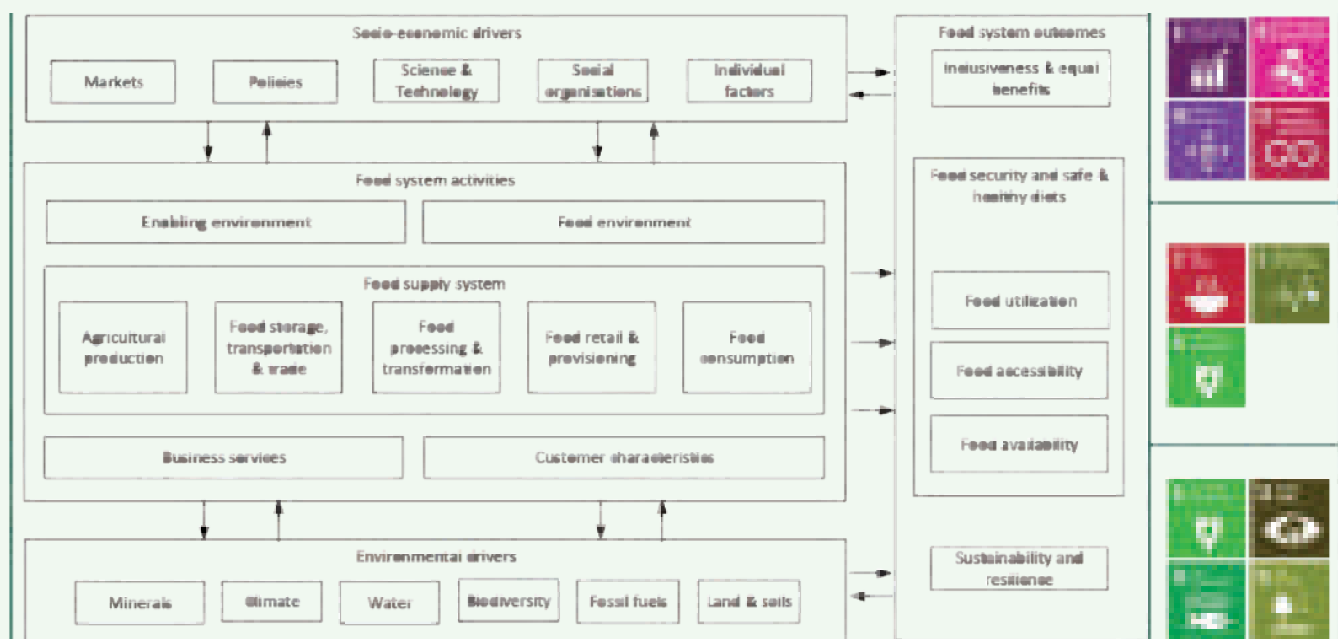 Socio-economic drivers
Markets
Policies
Science &
Technology
Social
organisations
Individual
factors
Food system activities
Enabling environment
Food environment
Food supply system
Agricultural
production
Food storage,
transportation
& trade
Food
processing &
transformation
Food retail &
provisioning
Food
consumption
Business services
Customer characteristics
Environmental drivers
Minerals
Climate
Water
Biodiversity
Fossil fuels
Land & soils
Food system outcomes
Inclusiveness & equal
benefits
Food security and safe &
healthy diets
Food utilization
Food accessibility
Food availability
Sustainability and
resilience